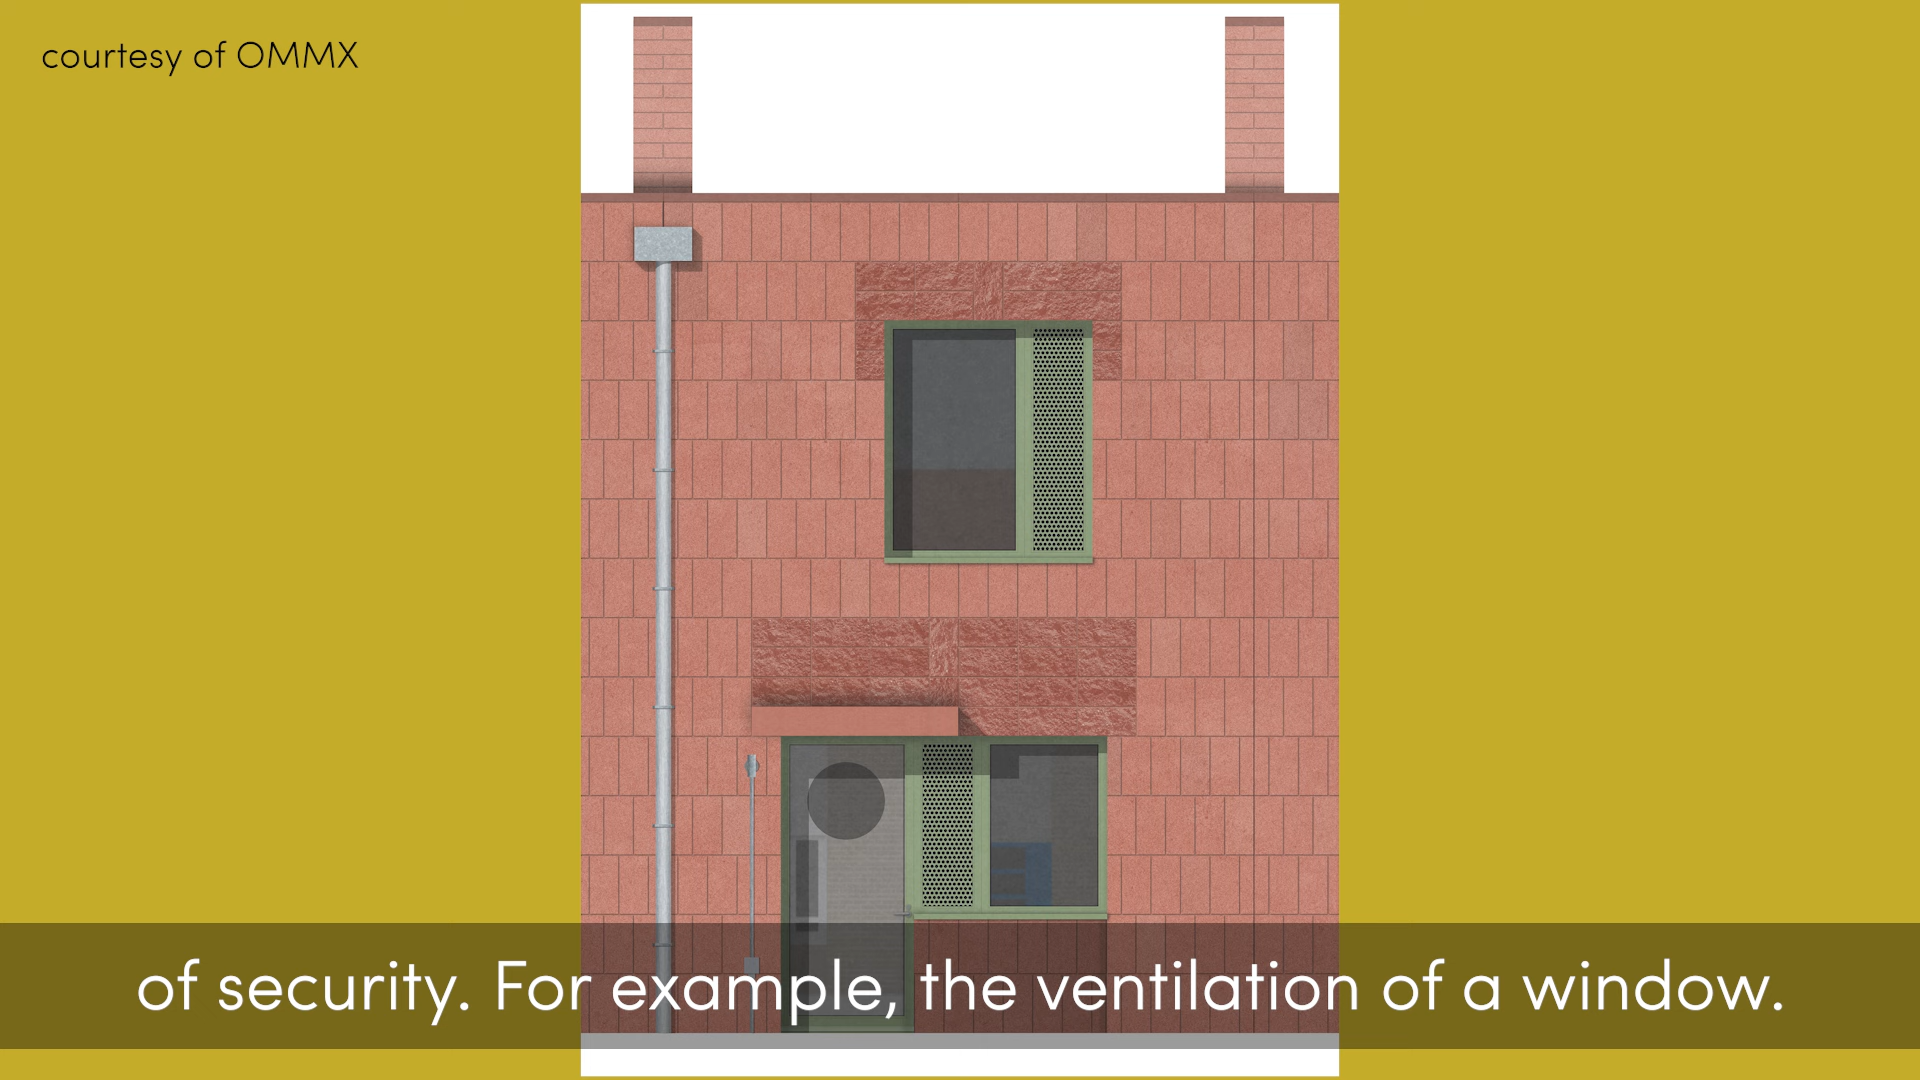 courtesy of OMMX
of security. For example, the ventilation of a window.